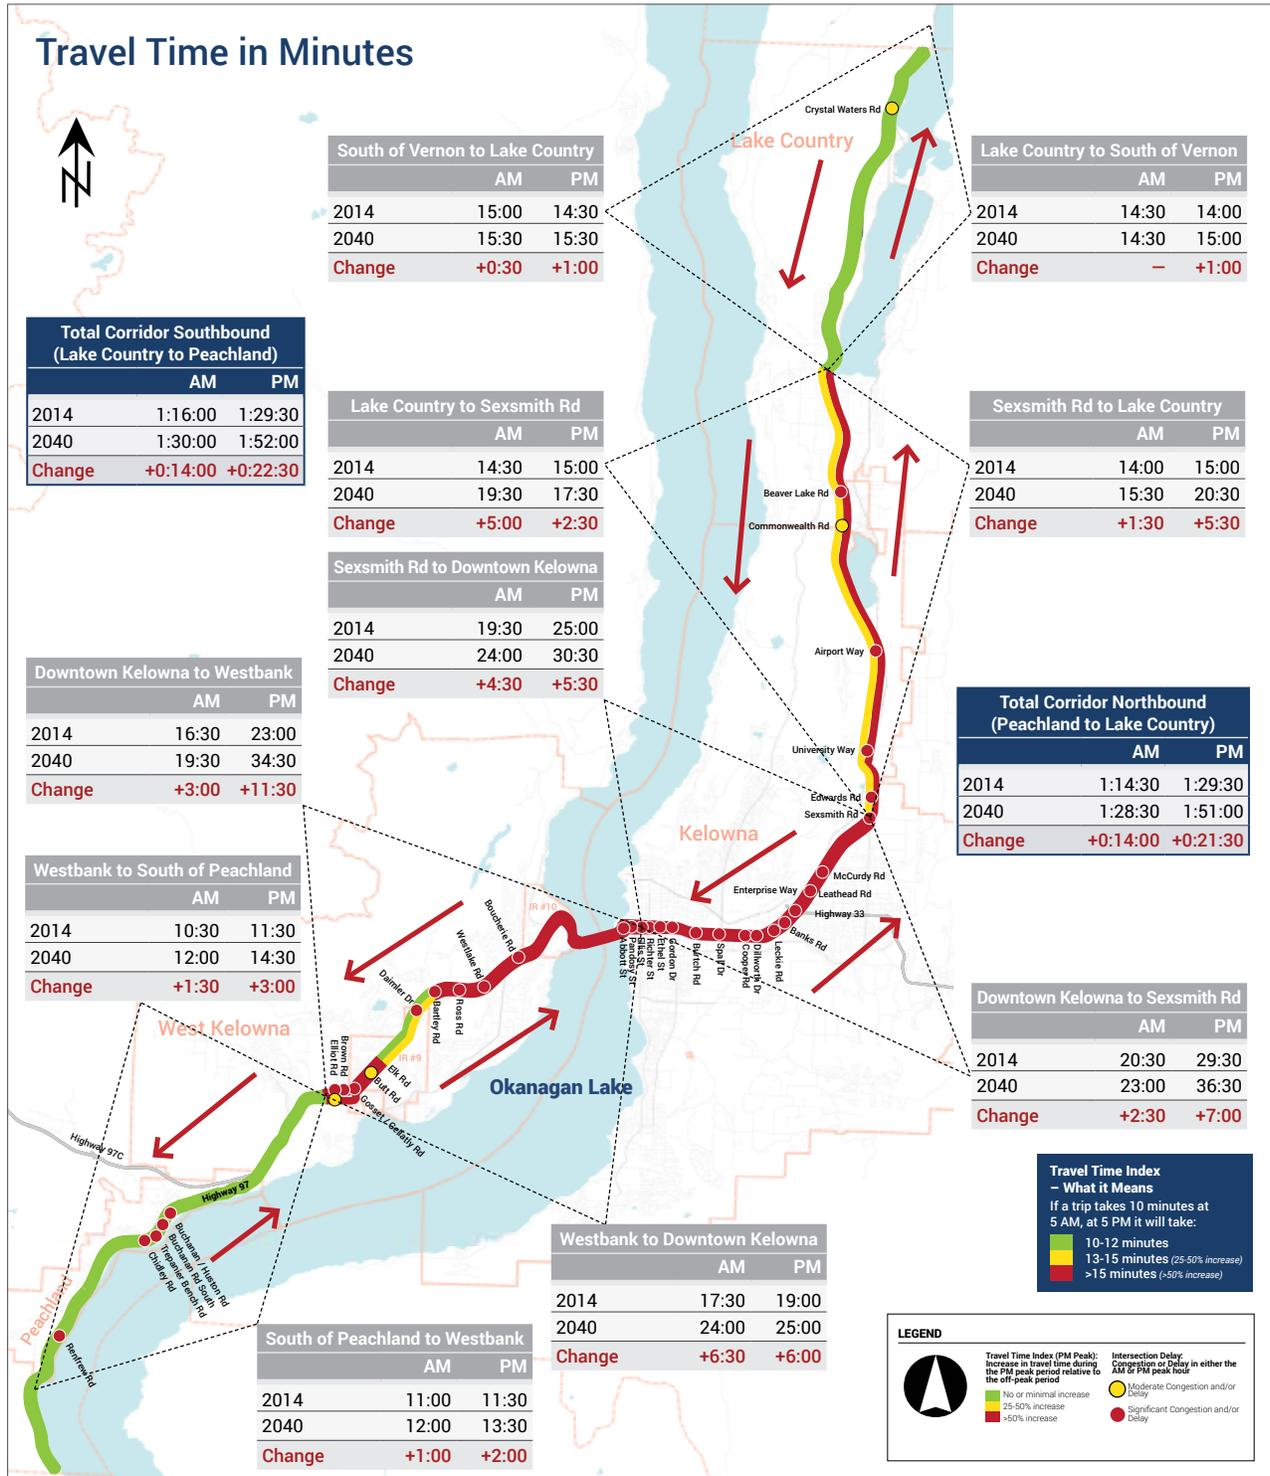 Travel Time in Minutes
N
South of Vernon to Lake Country
AM PM
2014 15:00 14:30
2040 15:30 15:30
Change +0:30 +1:00
Crystal Waters Rd
Lake Country
Lake Country to South of Vernon
AM PM
2014 14:30 14:00
2040 14:30 15:00
Change — +1:00
Total Corridor Southbound
(Lake Country to Peachland)
AM PM
2014 1:16:00 1:29:30
2040 1:30:00 1:52:00
Change +0:14:00 +0:22:30
Lake Country to Sexsmith Rd
AM PM
2014 14:30 15:00
2040 19:30 17:30
Change +5:00 +2:30
Sexsmith Rd to Lake Country
AM PM
2014 14:00 15:00
2040 15:30 20:30
Change +1:30 +5:30
Beaver Lake Rd
Commonwealth Rd
Airport Way
University Way
Edwards Rd
Sexsmith Rd
Sexsmith Rd to Downtown Kelowna
AM PM
2014 19:30 25:00
2040 24:00 30:30
Change +4:30 +5:30
Downtown Kelowna to Westbank
AM PM
2014 16:30 23:00
2040 19:30 34:30
Change +3:00 +11:30
Total Corridor Northbound
(Peachland to Lake Country)
AM PM
2014 1:14:30 1:29:30
2040 1:28:30 1:51:00
Change +0:14:00 +0:21:30
Kelowna
McCurdy Rd
Enterprise Way
Leathead Rd
Highway 33
Banks Rd
Leckie Rd
Dillworth Dr
Cooper Rd
Spall Dr
Burtch Rd
Gordon Dr
Ethel St
Richter St
Ellis St
Pandosy St
Abbott St
Westbank to South of Peachland
AM PM
2014 10:30 11:30
2040 12:00 14:30
Change +1:30 +3:00
IR #10
Boucherie Rd
Westlake Rd
Ross Rd
Bartley Rd
Daimler Dr
IR #9
Elk Rd
Butt Rd
Gosset / Gellatly Rd
Brown Rd
Elliot Rd
West Kelowna
Okanagan Lake
Downtown Kelowna to Sexsmith Rd
AM PM
2014 20:30 29:30
2040 23:00 36:30
Change +2:30 +7:00
Highway 97C
Highway 97
Buchanan / Huston Rd
Buchanan Rd South
Trepanier Bench Rd
Chidley Rd
Peachland
Renfrew Rd
Travel Time Index
– What it Means
If a trip takes 10 minutes at
5 AM, at 5 PM it will take:
10-12 minutes
13-15 minutes (25-50% increase)
>15 minutes (>50% increase)
Westbank to Downtown Kelowna
AM PM
2014 17:30 19:00
2040 24:00 25:00
Change +6:30 +6:00
South of Peachland to Westbank
AM PM
2014 11:00 11:30
2040 12:00 13:30
Change +1:00 +2:00
LEGEND
Travel Time Index (PM Peak):
Increase in travel time during
the PM peak period relative to
the off-peak period
No or minimal increase
25-50% increase
>50% increase
Intersection Delay:
Congestion or Delay in either the
AM or PM peak hour
Moderate Congestion and/or
Delay
Significant Congestion and/or
Delay